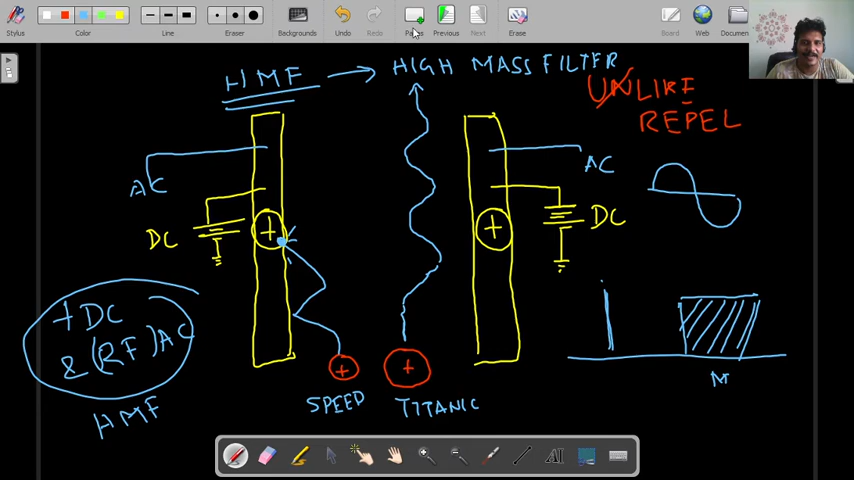 Stylus
Color
Line
Eraser
Backgrounds
Undo
Redo
Pages
Previous
Next
Erase
Board
Web
HMF → HIGH MASS FILTER
UNLIKE
REPEL
AC
AC
DC
+
+
DC
+ DC
& (RF) AC
HMF
+
+
SPEED
TITANIC
M
AI